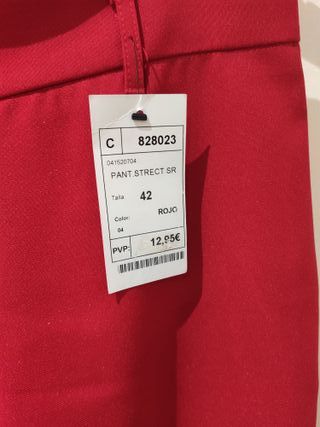 C 828023
041520704
PANT.STRECT SR
Talla 42
Color: ROJO
04
PVP: 12,95€